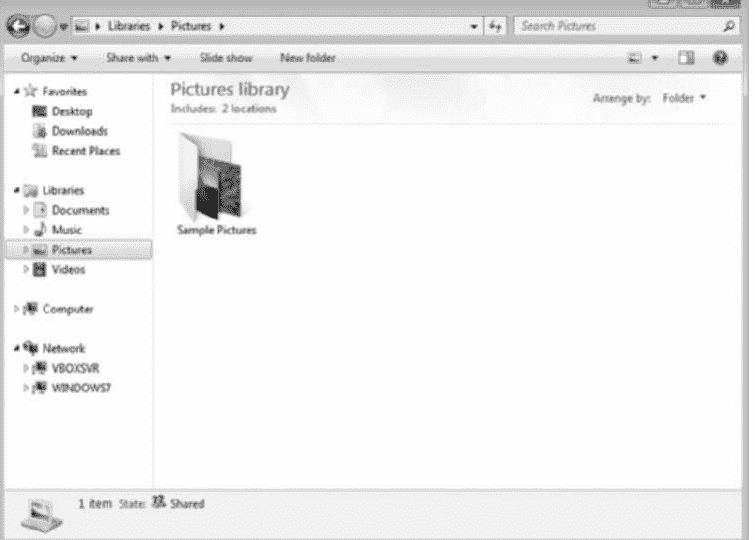 Libraries Pictures
Search Pictures
Organize Share with Slide show New folder
Favorites
Desktop
Downloads
Recent Places
Libraries
Documents
Music
Pictures
Videos
Computer
Network
VBOXSVR
WINDOWS7
Pictures library
Includes: 2 locations
Arrange by: Folder
Sample Pictures
1 item State: Shared